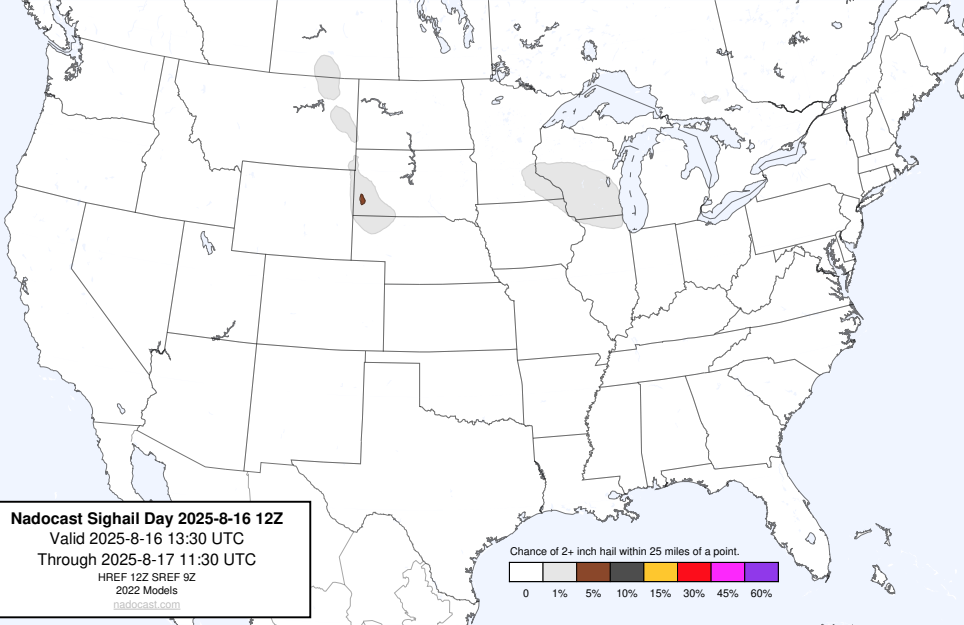 Nadocast Sighail Day 2025-8-16 12Z
Valid 2025-8-16 13:30 UTC
Through 2025-8-17 11:30 UTC
HREF 12Z SREF 9Z
2022 Models
nadocast.com
Chance of 2+ inch hail within 25 miles of a point.
0 1% 5% 10% 15% 30% 45% 60%